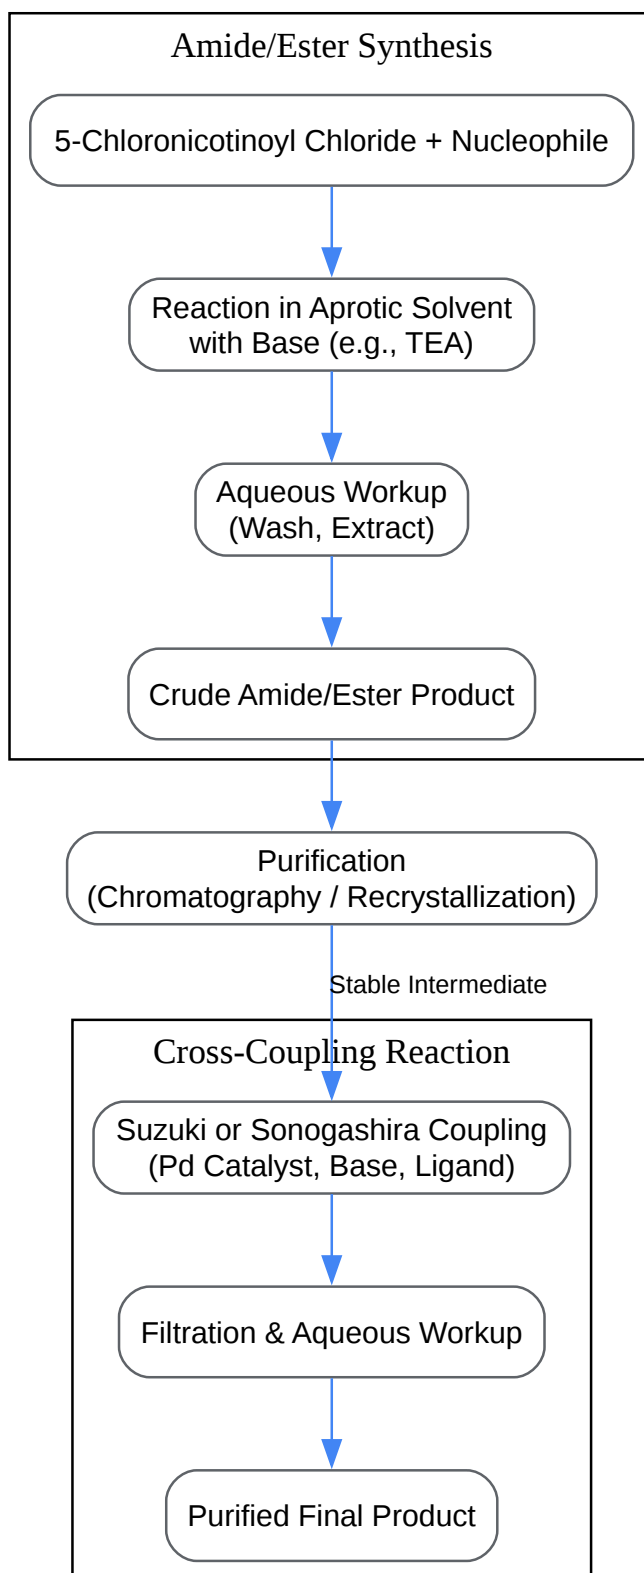 Amide/Ester Synthesis
5-Chloronicotinoyl Chloride + Nucleophile
Reaction in Aprotic Solvent
with Base (e.g., TEA)
Aqueous Workup
(Wash, Extract)
Crude Amide/Ester Product
Purification
(Chromatography / Recrystallization)
Stable Intermediate
Cross-Coupling Reaction
Suzuki or Sonogashira Coupling
(Pd Catalyst, Base, Ligand)
Filtration & Aqueous Workup
Purified Final Product